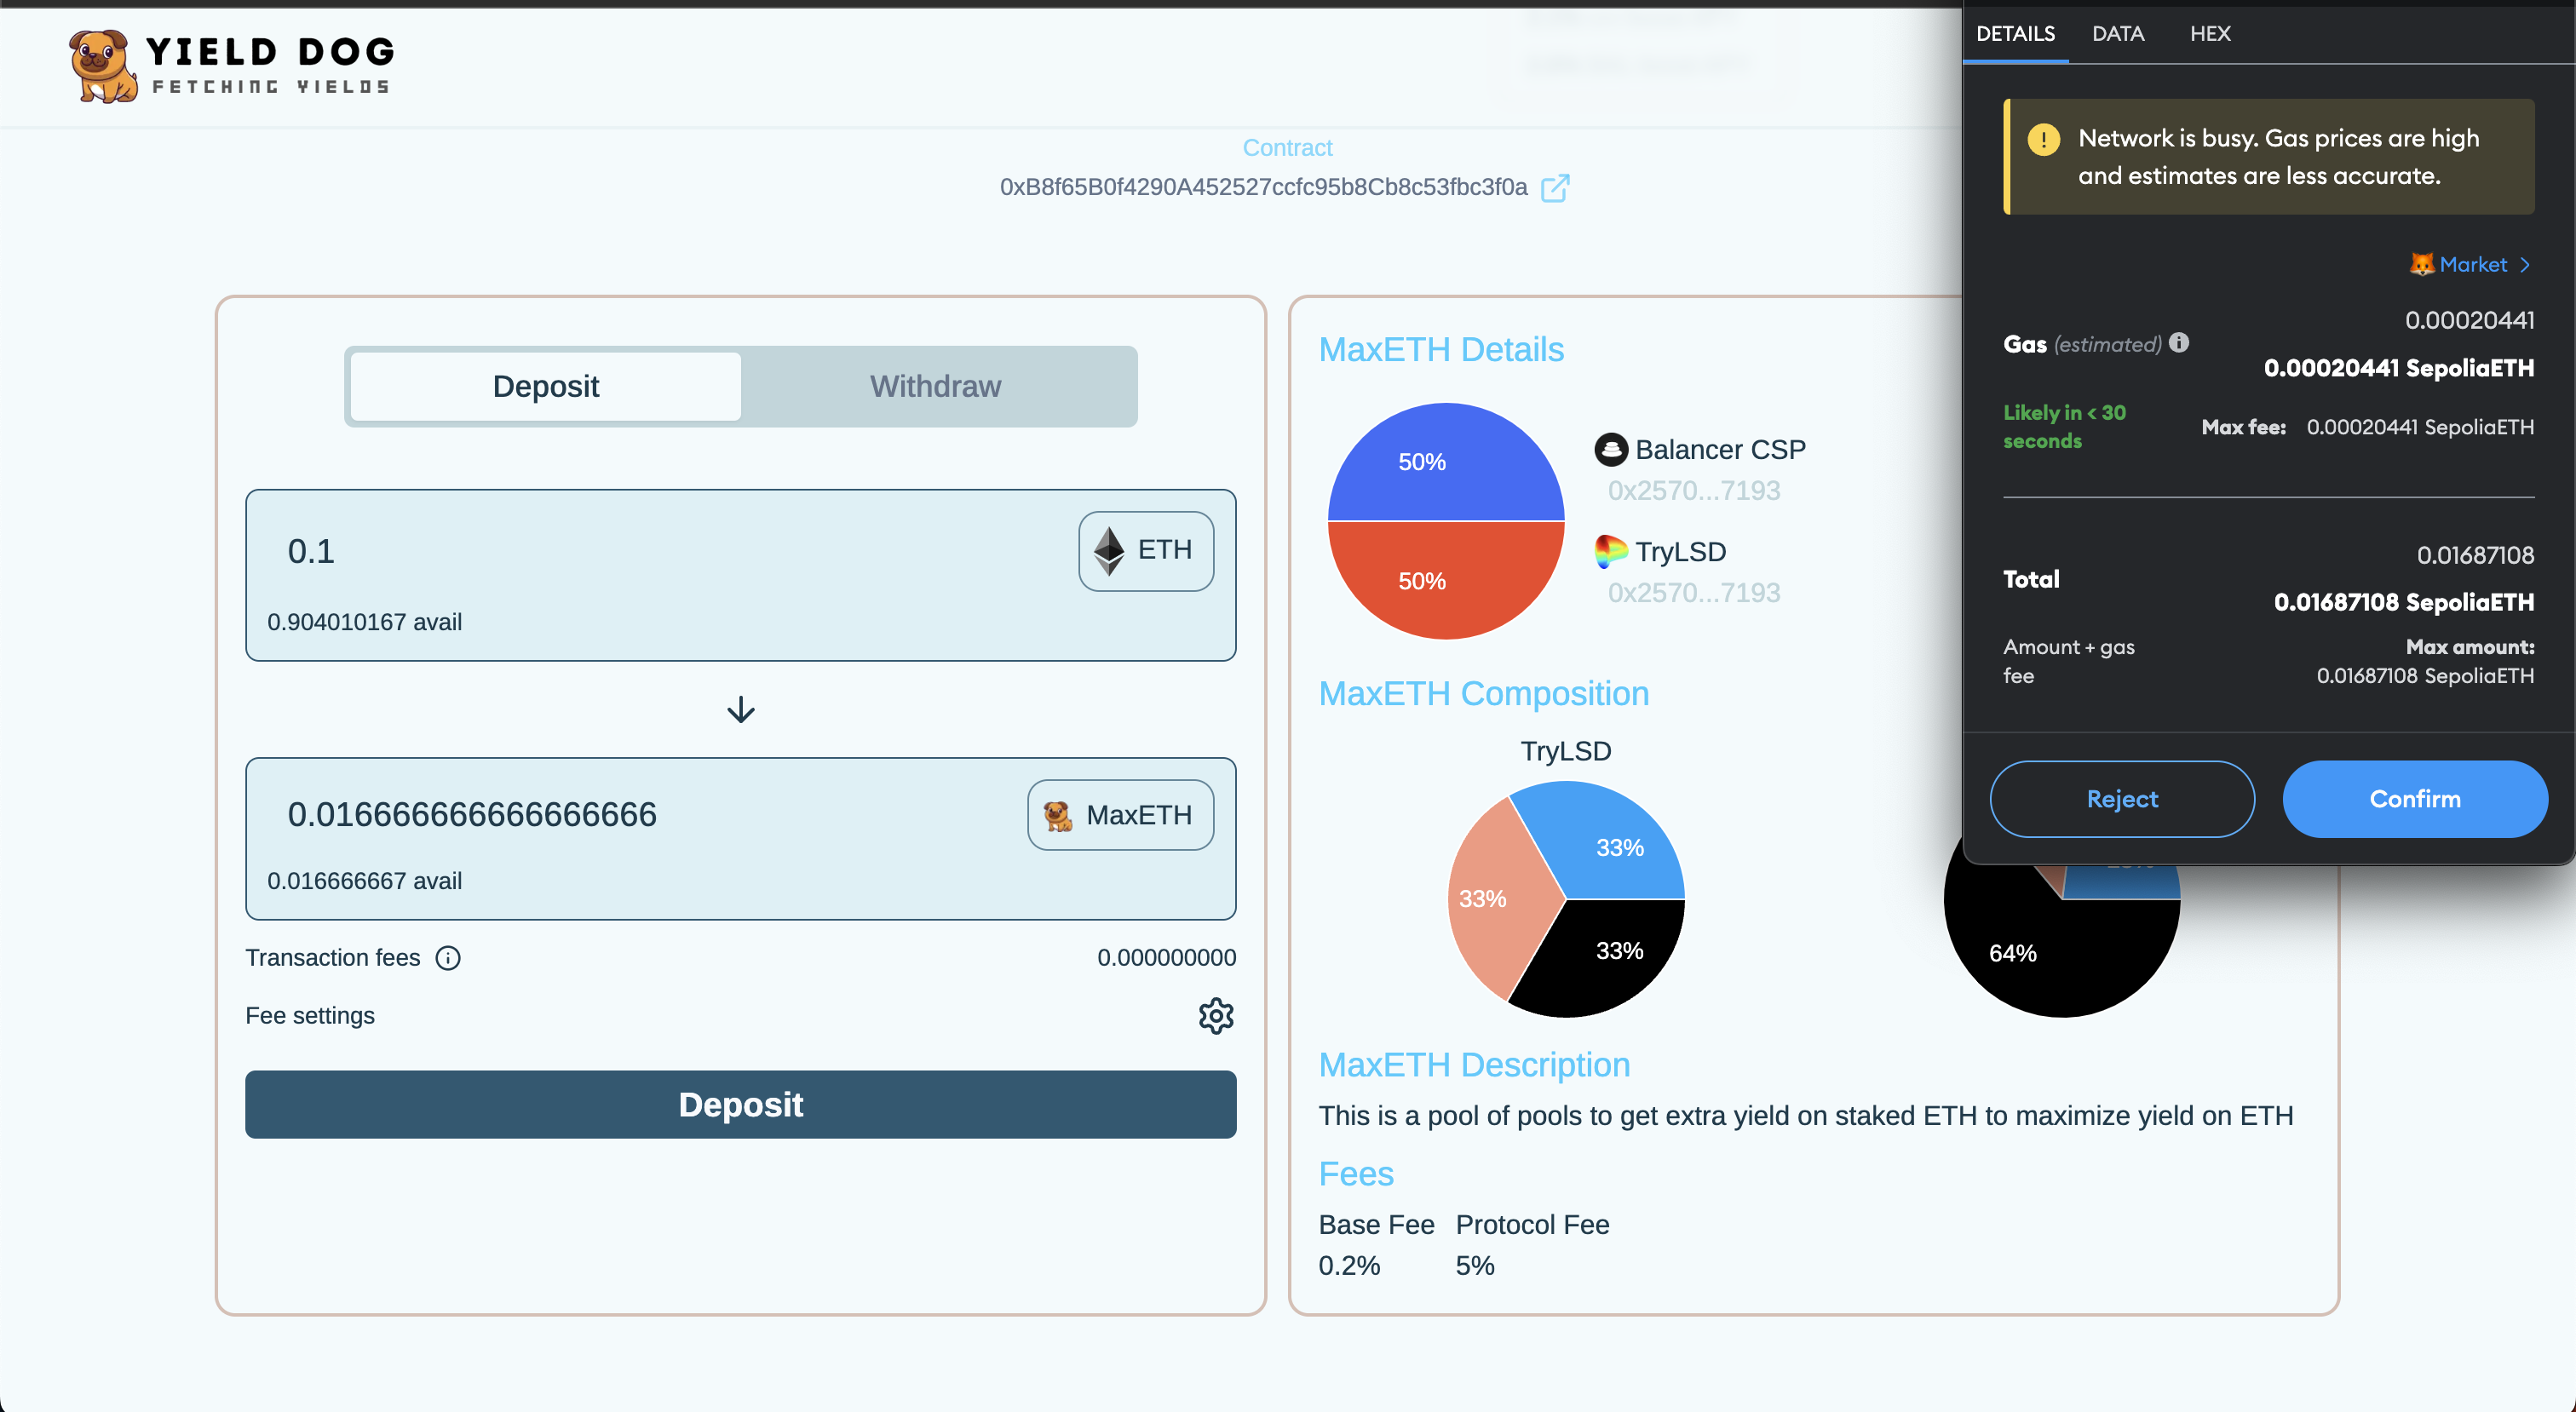 YIELD DOG
FETCHING YIELDS
Contract
0xB8f65B0f4290A452527ccfc95b8Cb8c53fbc3f0a
Deposit
Withdraw
0.1
ETH
0.904010167 avail
0.016666666666666666
MaxETH
0.016666667 avail
Transaction fees
0.000000000
Fee settings
Deposit
MaxETH Details
50%
50%
Balancer CSP
0x2570...7193
TryLSD
0x2570...7193
MaxETH Composition
TryLSD
33%
33%
33%
64%
MaxETH Description
This is a pool of pools to get extra yield on staked ETH to maximize yield on ETH
Fees
Base Fee Protocol Fee
0.2% 5%
DETAILS DATA HEX
Network is busy. Gas prices are high
and estimates are less accurate.
Market
0.00020441
Gas (estimated)
0.00020441 SepoliaETH
Likely in < 30
seconds
Max fee: 0.00020441 SepoliaETH
0.01687108
Total
0.01687108 SepoliaETH
Amount + gas
fee
Max amount:
0.01687108 SepoliaETH
Reject
Confirm